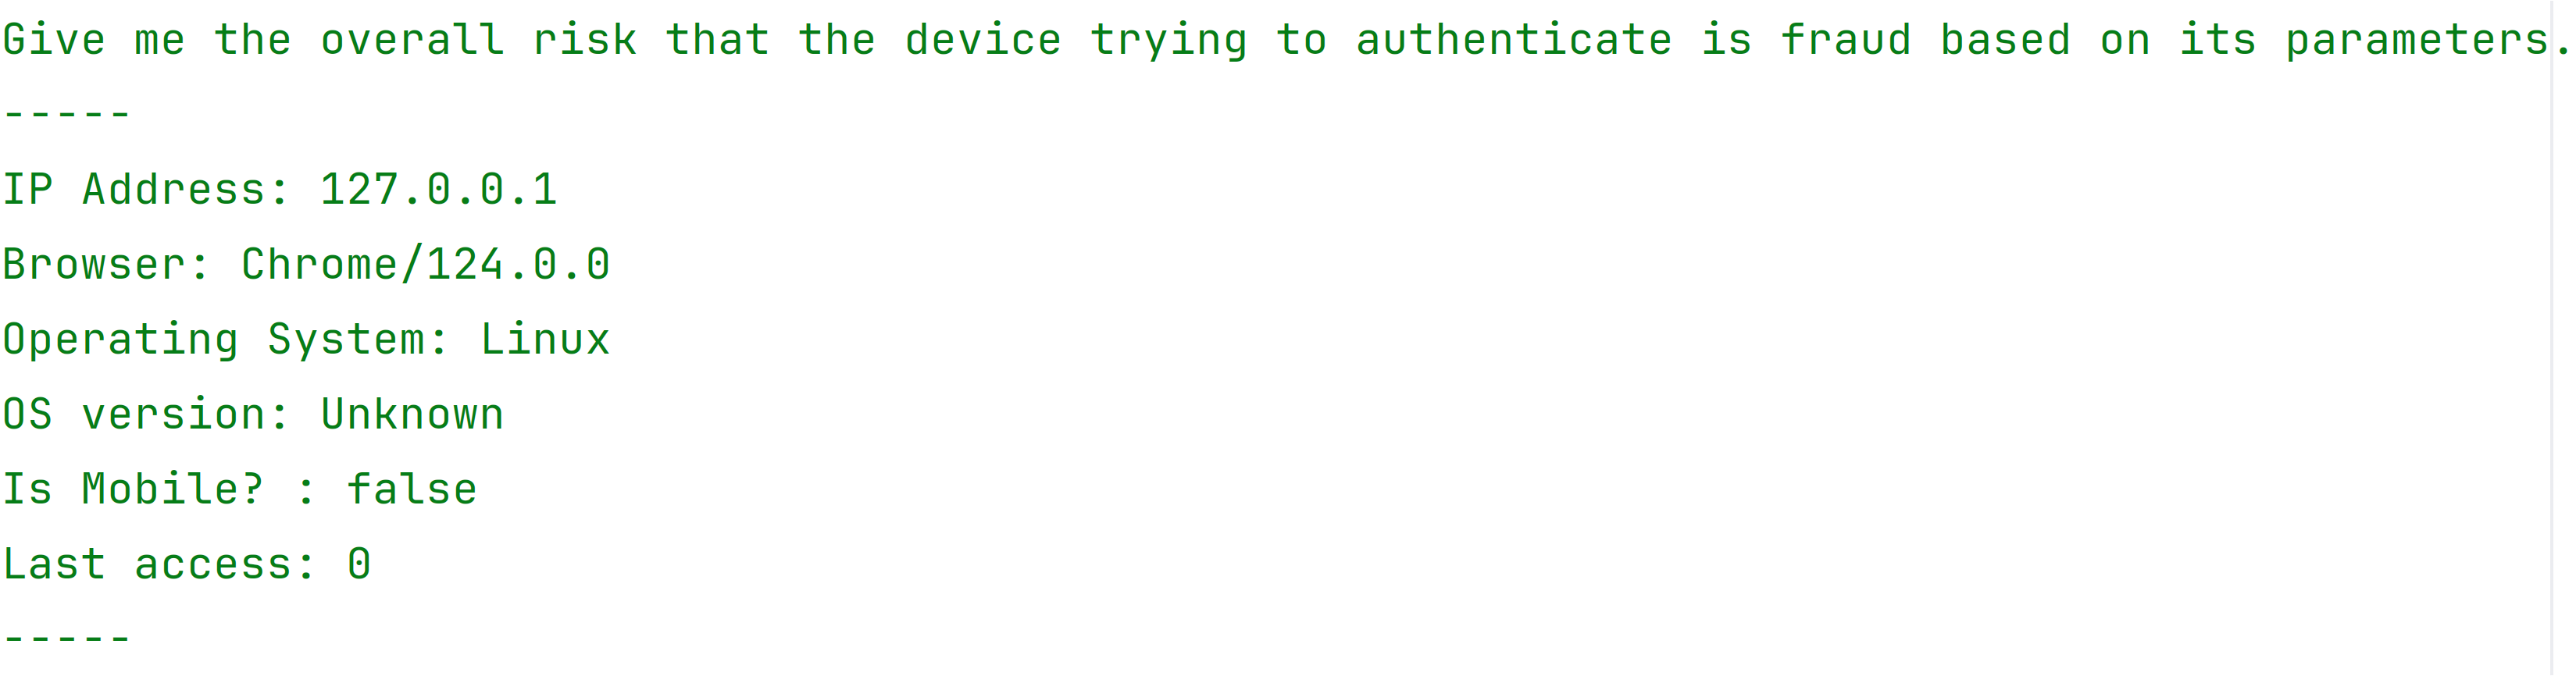 Give me the overall risk that the device trying to authenticate is fraud based on its parameters.
-----
IP Address: 127.0.0.1
Browser: Chrome/124.0.0
Operating System: Linux
OS version: Unknown
Is Mobile? : false
Last access: 0
-----